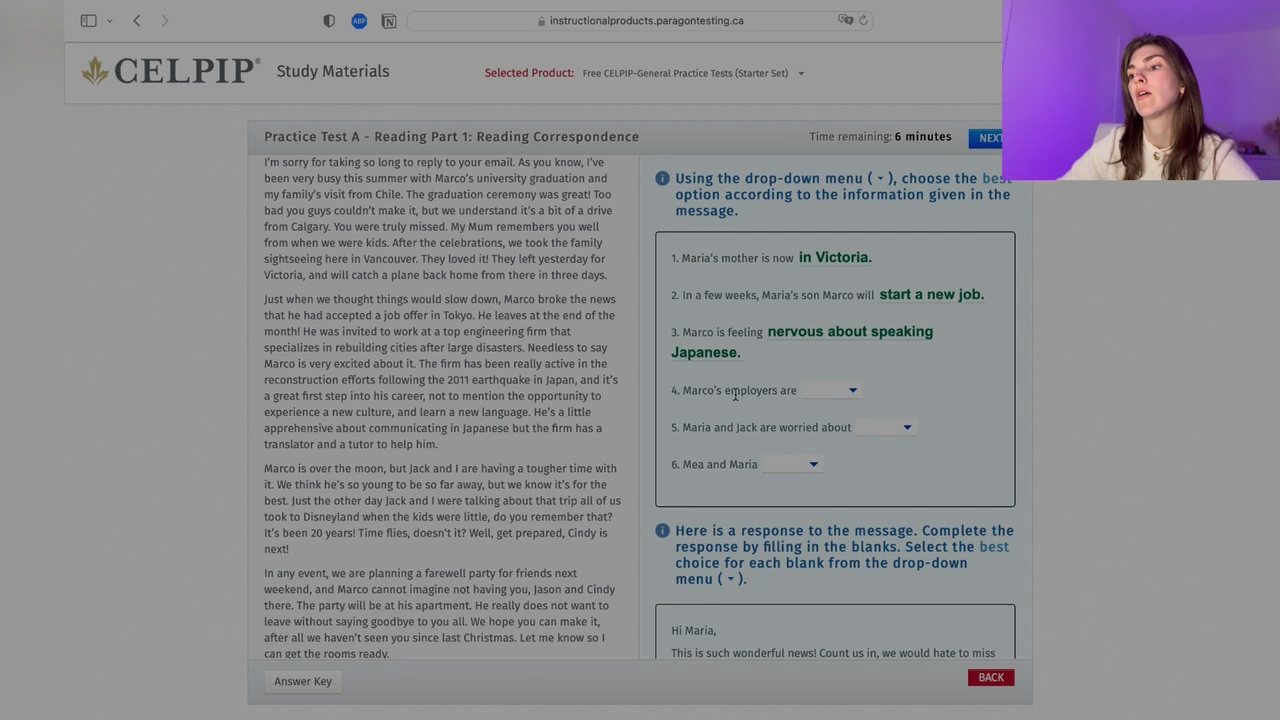 instructionalproducts.paragontesting.ca
ABP
CELPIP®
Study Materials
Selected Product: Free CELPIP-General Practice Tests (Starter Set)
Practice Test A - Reading Part 1: Reading Correspondence
Time remaining: 6 minutes
NEXT
I'm sorry for taking so long to reply to your email. As you know, I've
been very busy this summer with Marco's university graduation and
my family's visit from Chile. The graduation ceremony was great! Too
bad you guys couldn't make it, but we understand it's a bit of a drive
from Calgary. You were truly missed. My Mum remembers you well
from when we were kids. After the celebrations, we took the family
sightseeing here in Vancouver. They loved it! They left yesterday for
Victoria, and will catch a plane back home from there in three days.
Just when we thought things would slow down, Marco broke the news
that he had accepted a job offer in Tokyo. He leaves at the end of the
month! He was invited to work at a top engineering firm that
specializes in rebuilding cities after large disasters. Needless to say
Marco is very excited about it. The firm has been really active in the
reconstruction efforts following the 2011 earthquake in Japan, and it's
a great first step into his career, not to mention the opportunity to
experience a new culture, and learn a new language. He's a little
apprehensive about communicating in Japanese but the firm has a
translator and a tutor to help him.
Marco is over the moon, but Jack and I are having a tougher time with
it. We think he's so young to be so far away, but we know it's for the
best. Just the other day Jack and I were talking about that trip all of us
took to Disneyland when the kids were little, do you remember that?
It's been 20 years! Time flies, doesn't it? Well, get prepared, Cindy is
next!
In any event, we are planning a farewell party for friends next
weekend, and Marco cannot imagine not having you, Jason and Cindy
there. The party will be at his apartment. He really does not want to
leave without saying goodbye to you all. We hope you can make it,
after all we haven't seen you since last Christmas. Let me know so I
can get the rooms ready.
Using the drop-down menu ( ), choose the best
option according to the information given in the
message.
1. Maria's mother is now in Victoria.
2. In a few weeks, Maria's son Marco will start a new job.
3. Marco is feeling nervous about speaking
Japanese.
4. Marco's employers are
5. Maria and Jack are worried about
6. Mea and Maria
Here is a response to the message. Complete the
response by filling in the blanks. Select the best
choice for each blank from the drop-down
menu ( ).
Hi Maria,
This is such wonderful news! Count us in, we would hate to miss
Answer Key
BACK